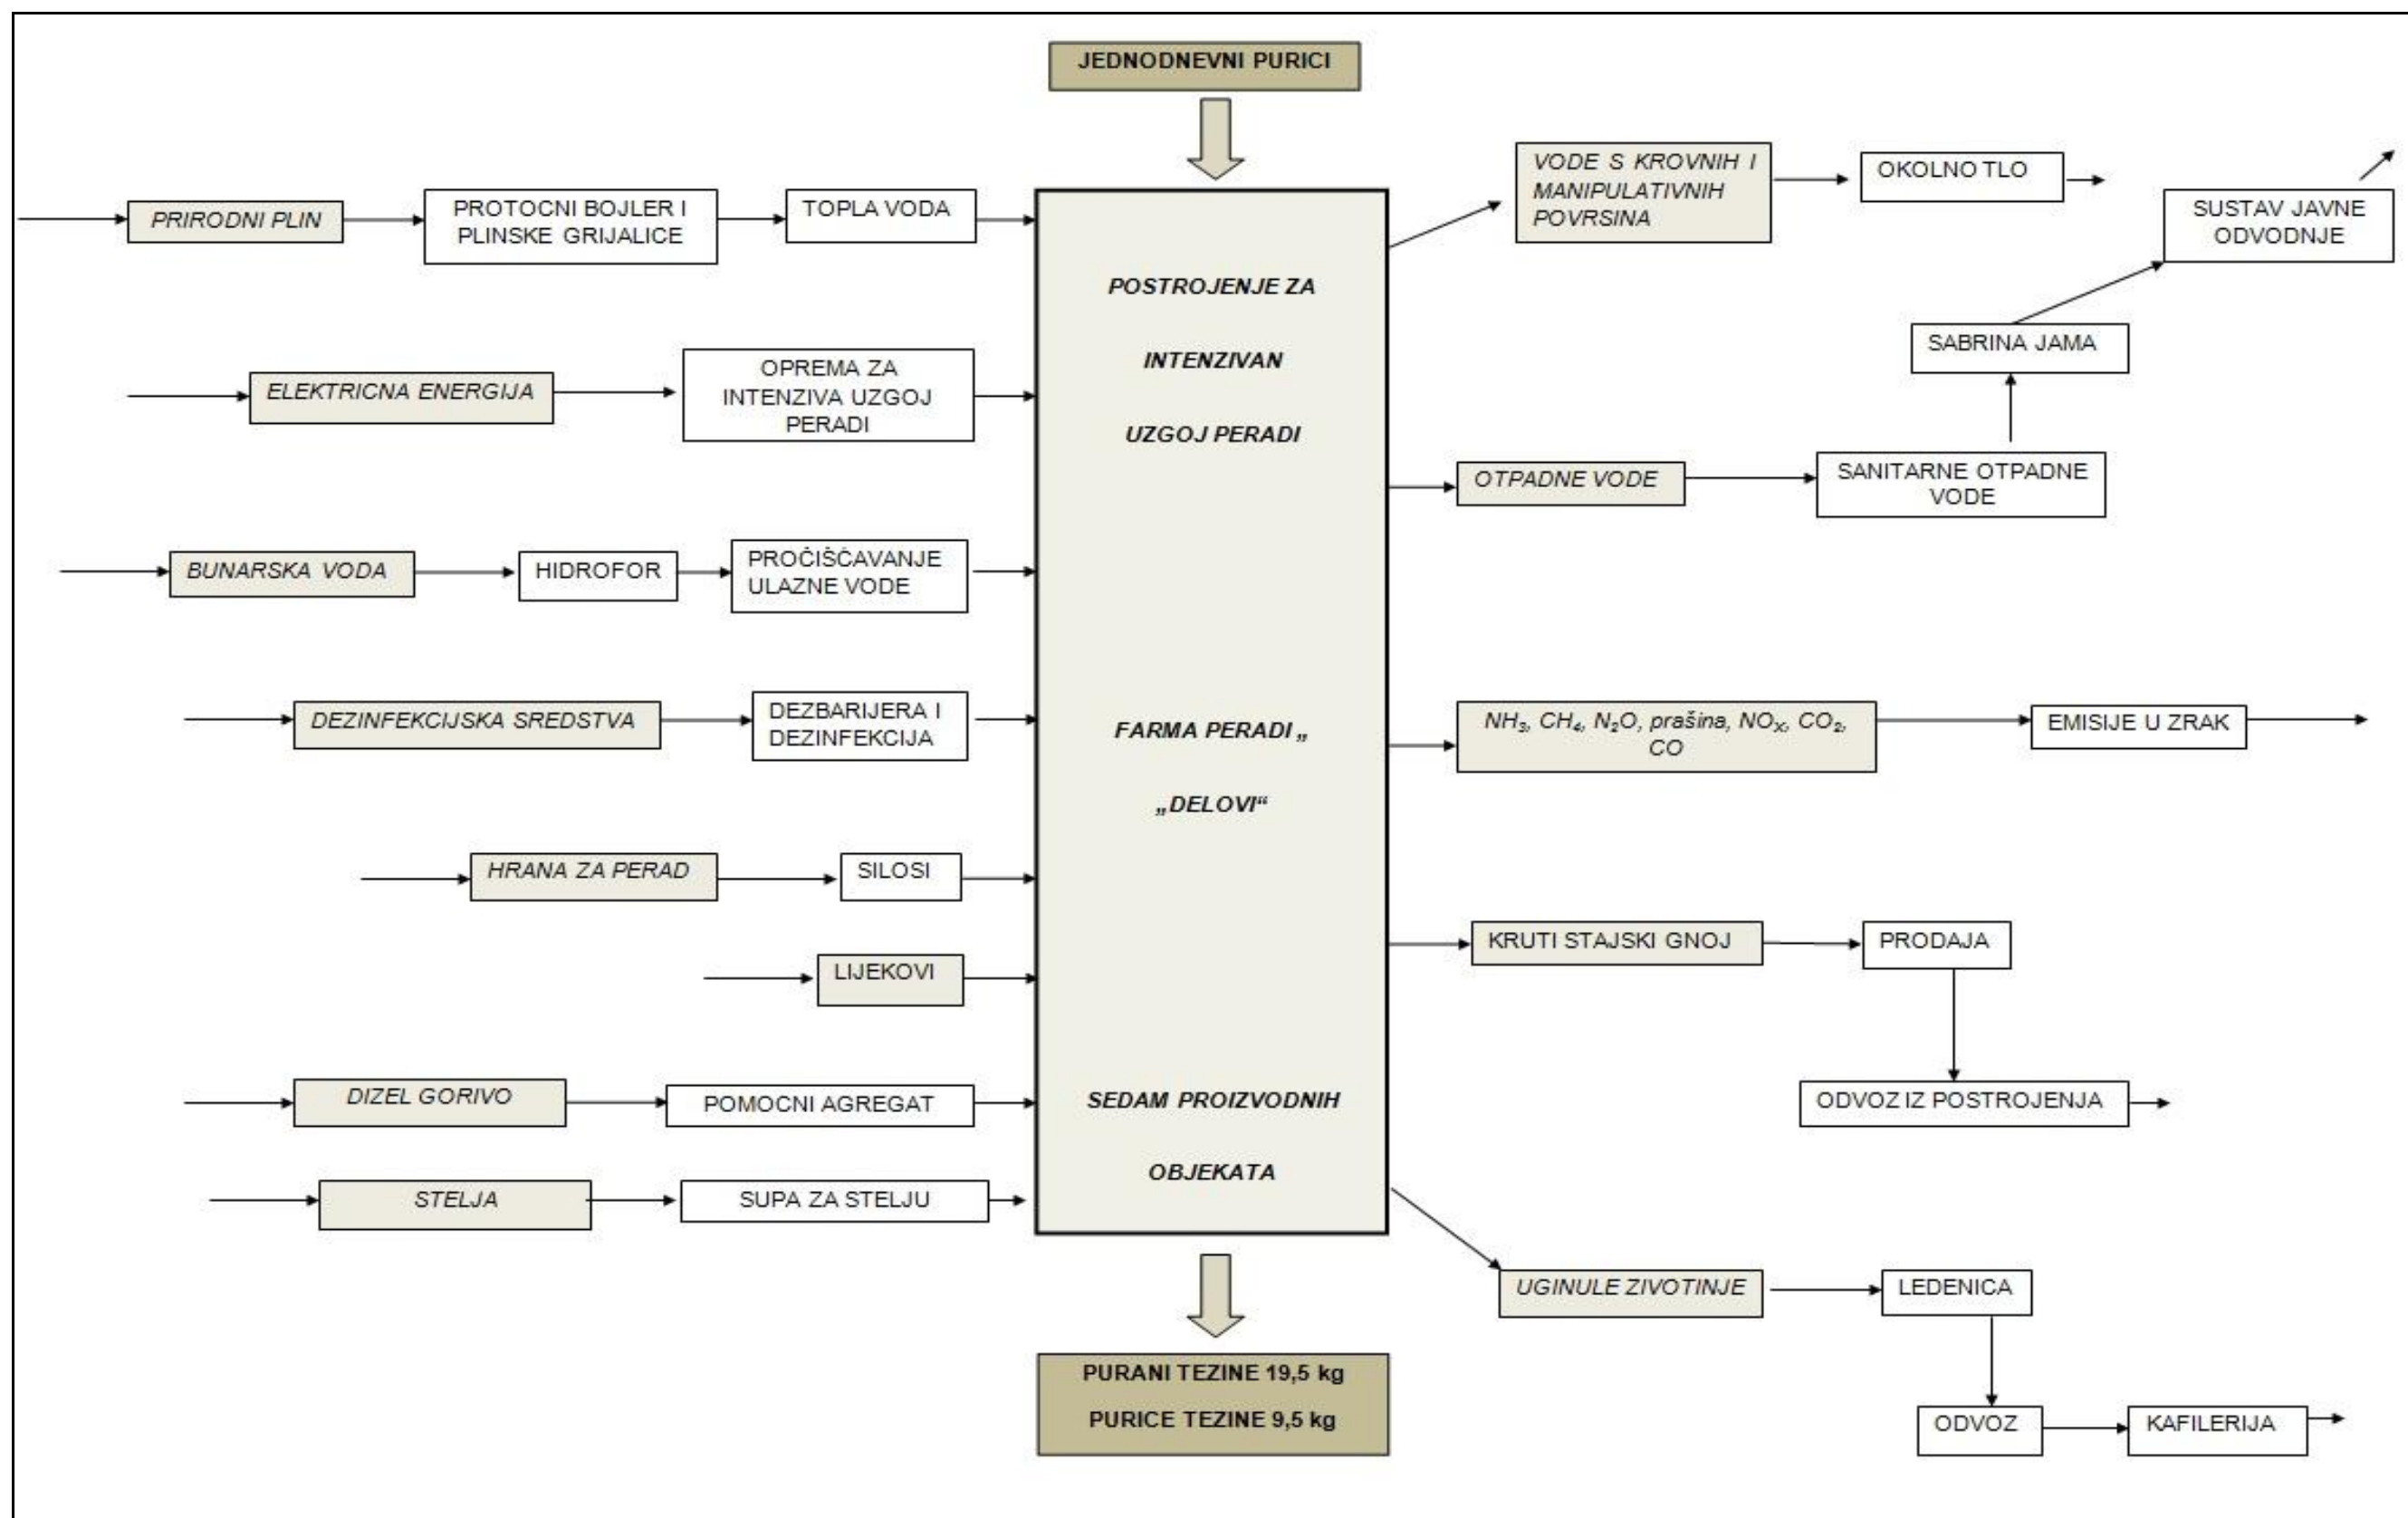 JEDNODNEVNI PURICI
PRIRODNI PLIN
PROTOCNI BOJLER I
PLINSKE GRIJALICE
TOPLA VODA
ELEKTRICNA ENERGIJA
OPREMA ZA
INTENZIVA UZGOJ
PERADI
BUNARSKA VODA
HIDROFOR
PROČIŠĆAVANJE
ULAZNE VODE
DEZINFEKCIJSKA SREDSTVA
DEZBARIJERA I
DEZINFEKCIJA
HRANA ZA PERAD
SILOSI
LIJEKOVI
DIZEL GORIVO
POMOCNI AGREGAT
STELJA
SUPA ZA STELJU
POSTROJENJE ZA
INTENZIVAN
UZGOJ PERADI
FARMA PERADI „
„DELOVI“
SEDAM PROIZVODNIH
OBJEKATA
VODE S KROVNIH I
MANIPULATIVNIH
POVRSINA
OKOLNO TLO
SUSTAV JAVNE
ODVODNJE
SABRINA JAMA
OTPADNE VODE
SANITARNE OTPADNE
VODE
NH₃, CH₄, N₂O, prašina, NOₓ, CO₂,
CO
EMISIJE U ZRAK
KRUTI STAJSKI GNOJ
PRODAJA
ODVOZ IZ POSTROJENJA
UGINULE ZIVOTINJE
LEDENICA
ODVOZ
KAFILERIJA
PURANI TEZINE 19,5 kg
PURICE TEZINE 9,5 kg